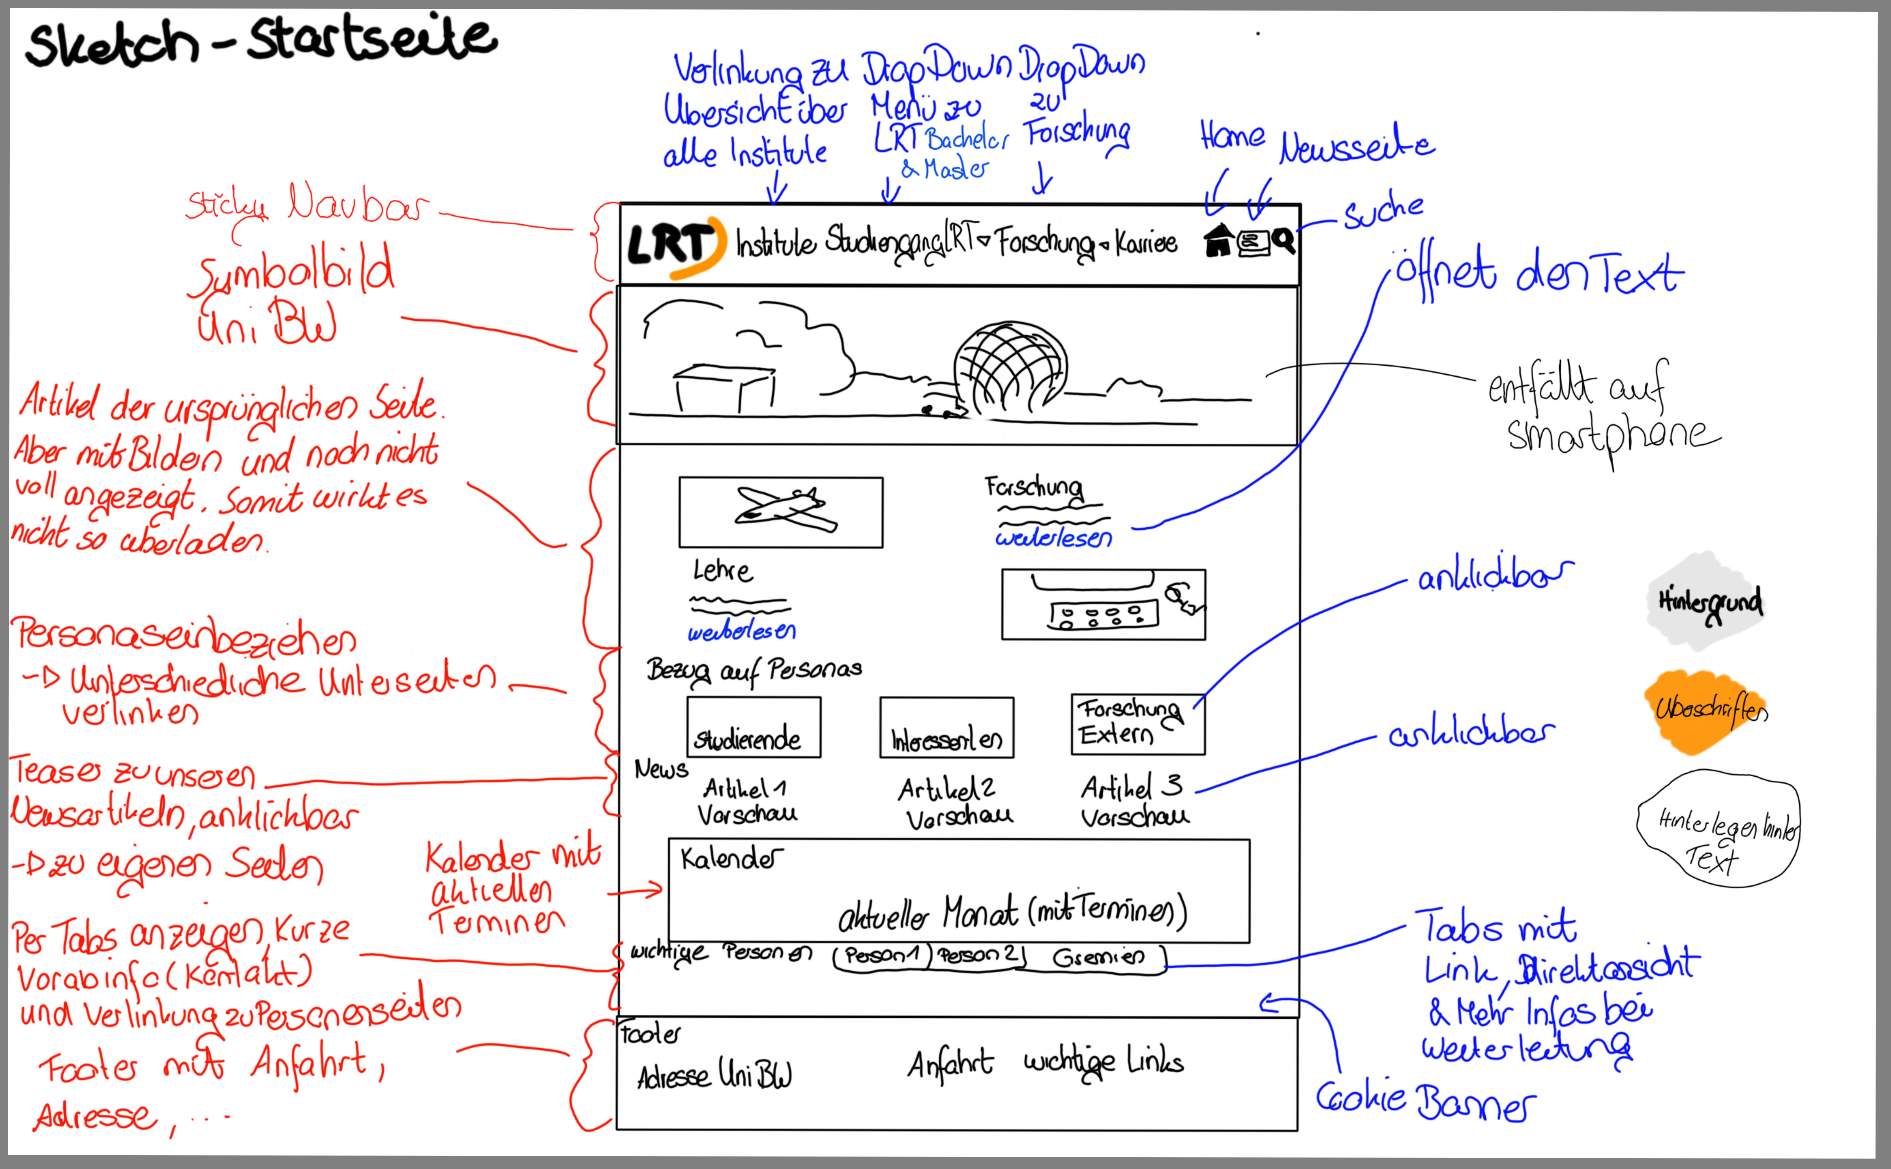 Sketch - Startseite
Verlinkung zu
Übersicht über
alle Institute
DropDown
Menü zu
LRT Bachelor
& Master
DropDown
zu
Forschung
Home
Newsseite
Suche
sticky Navbar
LRT Institute Studiengang LRT Forschung Karriere
Symbolbild
Uni BW
öffnet den Text
entfällt auf
smartphone
Artikel der ursprünglichen Seite.
Aber mit Bildern und noch nicht
voll angezeigt. Somit wirkt es
nicht so überladen.
Forschung
weiterlesen
Lehre
weiterlesen
anklickbar
Hintergrund
Personas einbeziehen
-> Unterschiedliche Unterseiten
verlinken
Bezug auf Personas
Studierende
Interessenten
Forschung
Extern
Überschriften
anklickbar
Teaser zu unseren
Newsartikeln, anklickbar
-> zu eigenen Seiten
News
Artikel 1
Vorschau
Artikel 2
Vorschau
Artikel 3
Vorschau
Hinterlegen hinter
Text
Kalender mit
aktuellen
Terminen
Kalender
aktueller Monat (mit Terminen)
Per Tabs anzeigen, Kurze
Vorabinfo (Kontakt)
und Verlinkung zu Personenseiten
wichtige Personen Person 1 Person 2 Gremien
Tabs mit
Link, Direktansicht
& Mehr Infos bei
Weiterleitung
Footer mit Anfahrt,
Adresse, ...
Footer
Adresse Uni BW Anfahrt wichtige Links
Cookie Banner